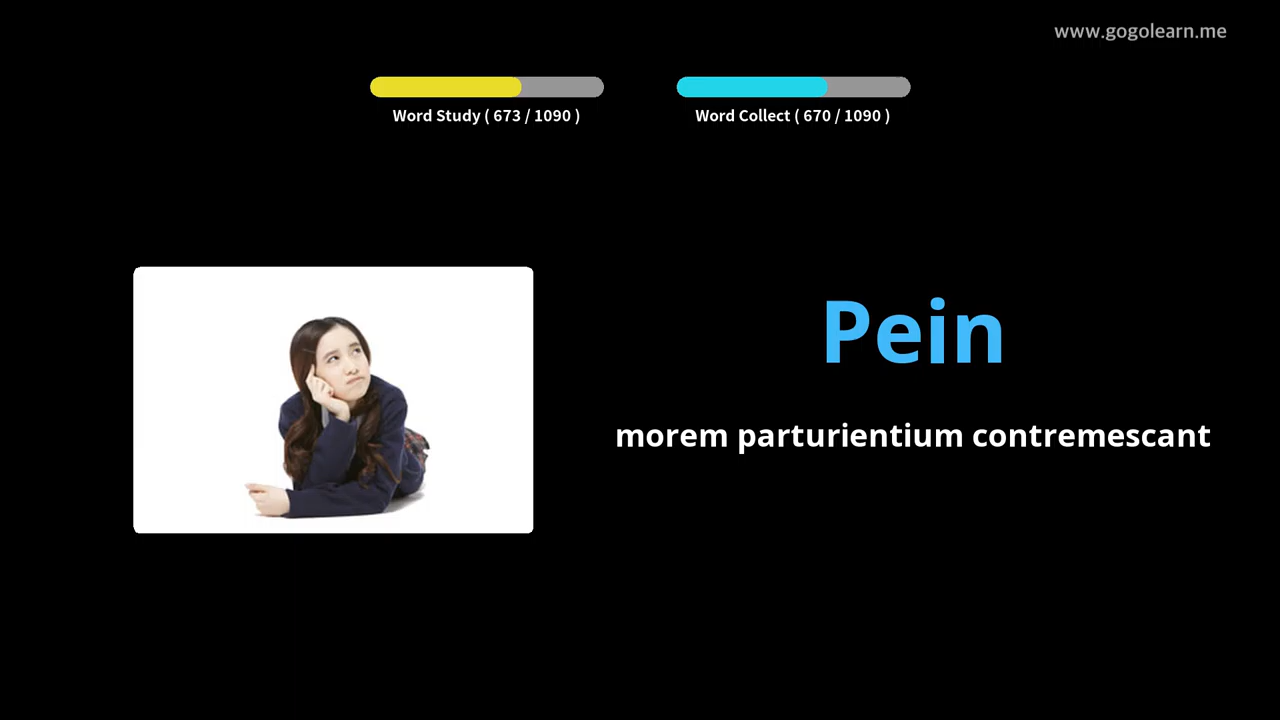 www.gogolearn.me
Word Study ( 673 / 1090 )
Word Collect ( 670 / 1090 )
Pein
morem parturientium contremescant